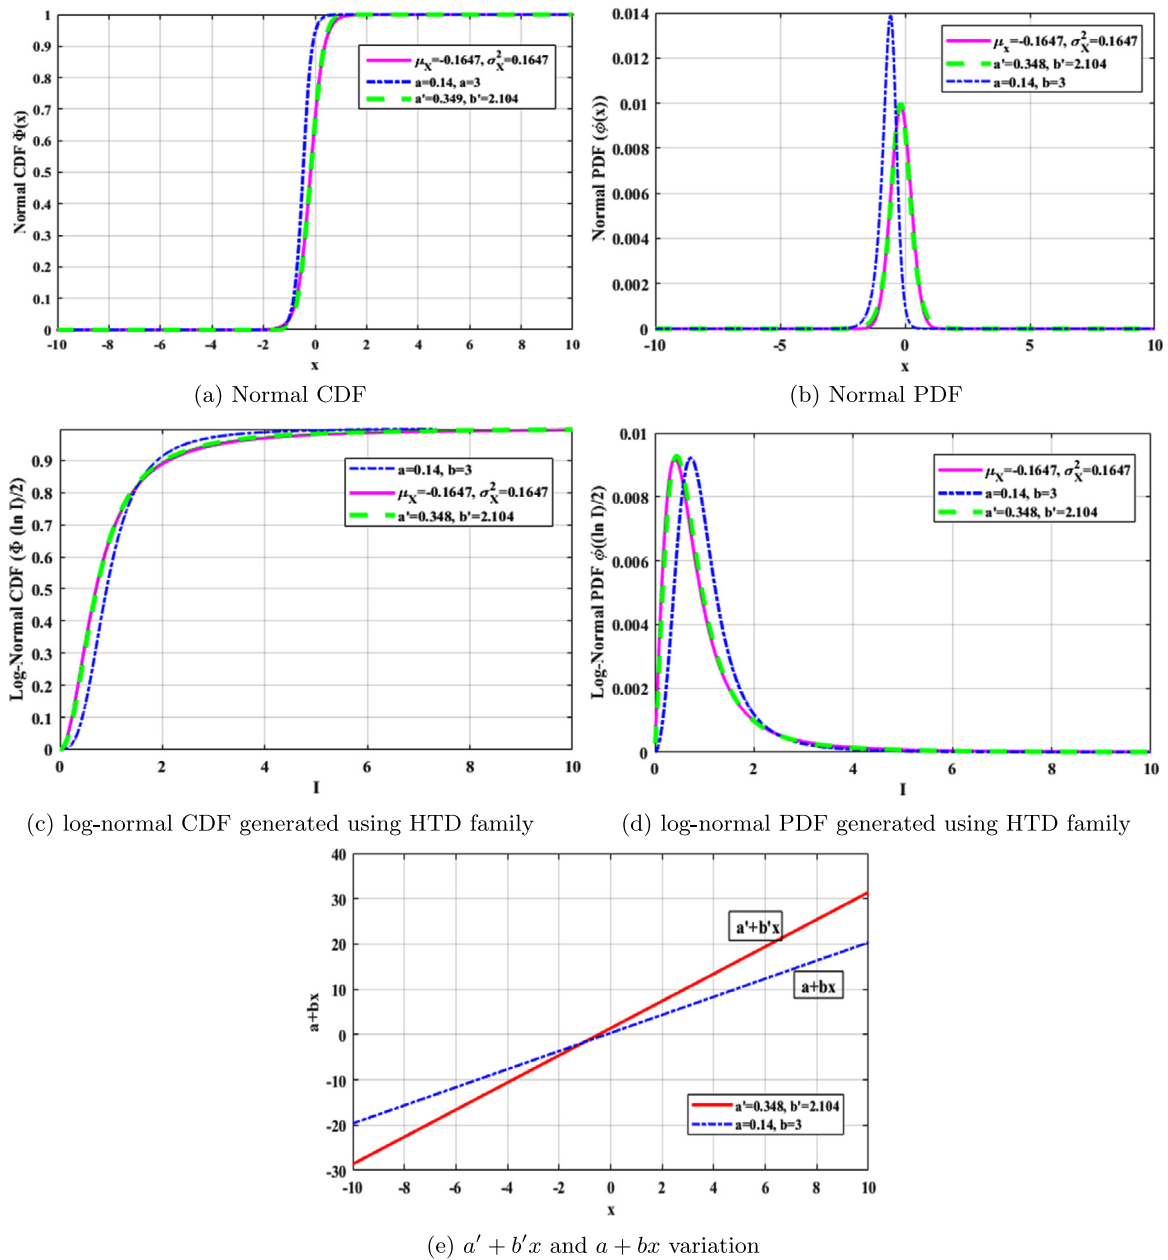 Normal CDF Φ(x)
1
0.9
0.8
0.7
0.6
0.5
0.4
0.3
0.2
0.1
0
-10 -8 -6 -4 -2 0 2 4 6 8 10
x
μX=-0.1647, σ²X=0.1647
a=0.14, a=3
a'=0.349, b'=2.104
(a) Normal CDF
Normal PDF (ϕ(x))
0.014
0.012
0.01
0.008
0.006
0.004
0.002
0
-10 -5 0 5 10
x
μx=-0.1647, σ²X=0.1647
a'=0.348, b'=2.104
a=0.14, b=3
(b) Normal PDF
Log-Normal CDF (Φ (ln I)/2)
0.9
0.8
0.7
0.6
0.5
0.4
0.3
0.2
0.1
0
0 2 4 6 8 10
I
a=0.14, b=3
μX=-0.1647, σ²X=0.1647
a'=0.348, b'=2.104
(c) log-normal CDF generated using HTD family
Log-Normal PDF ϕ((ln I)/2)
0.01
0.008
0.006
0.004
0.002
0
0 2 4 6 8 10
I
μX=-0.1647, σ²X=0.1647
a=0.14, b=3
a'=0.348, b'=2.104
(d) log-normal PDF generated using HTD family
a+bx
40
30
20
10
0
-10
-20
-30
-10 -8 -6 -4 -2 0 2 4 6 8 10
x
a'+b'x
a+bx
a'=0.348, b'=2.104
a=0.14, b=3
(e) a′ + b′x and a + bx variation